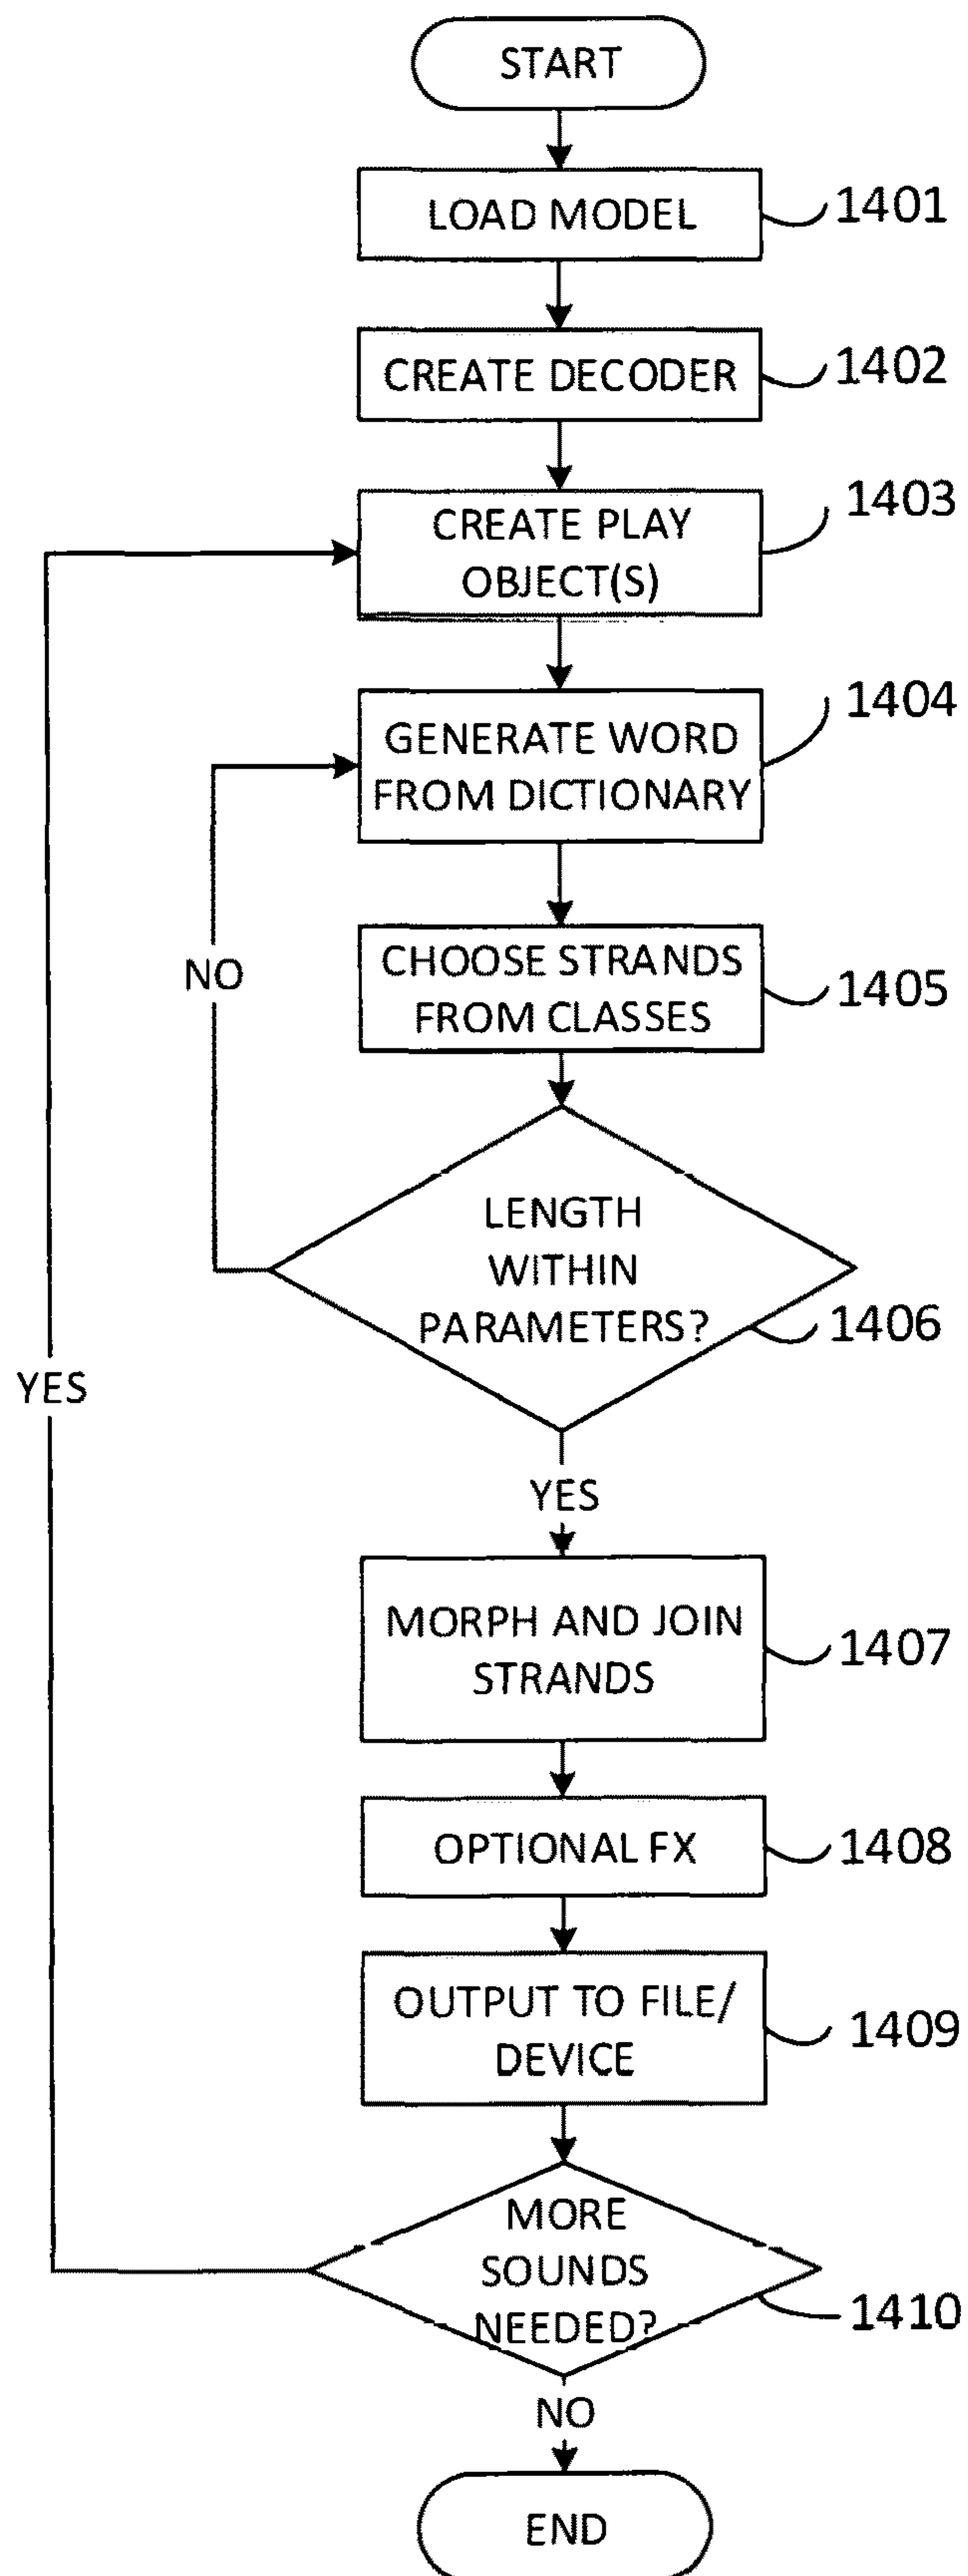 START
LOAD MODEL
1401
CREATE DECODER
1402
CREATE PLAY
OBJECT(S)
1403
GENERATE WORD
FROM DICTIONARY
1404
CHOOSE STRANDS
FROM CLASSES
1405
NO
LENGTH
WITHIN
PARAMETERS?
1406
YES
YES
MORPH AND JOIN
STRANDS
1407
OPTIONAL FX
1408
OUTPUT TO FILE/
DEVICE
1409
MORE
SOUNDS
NEEDED?
1410
NO
END